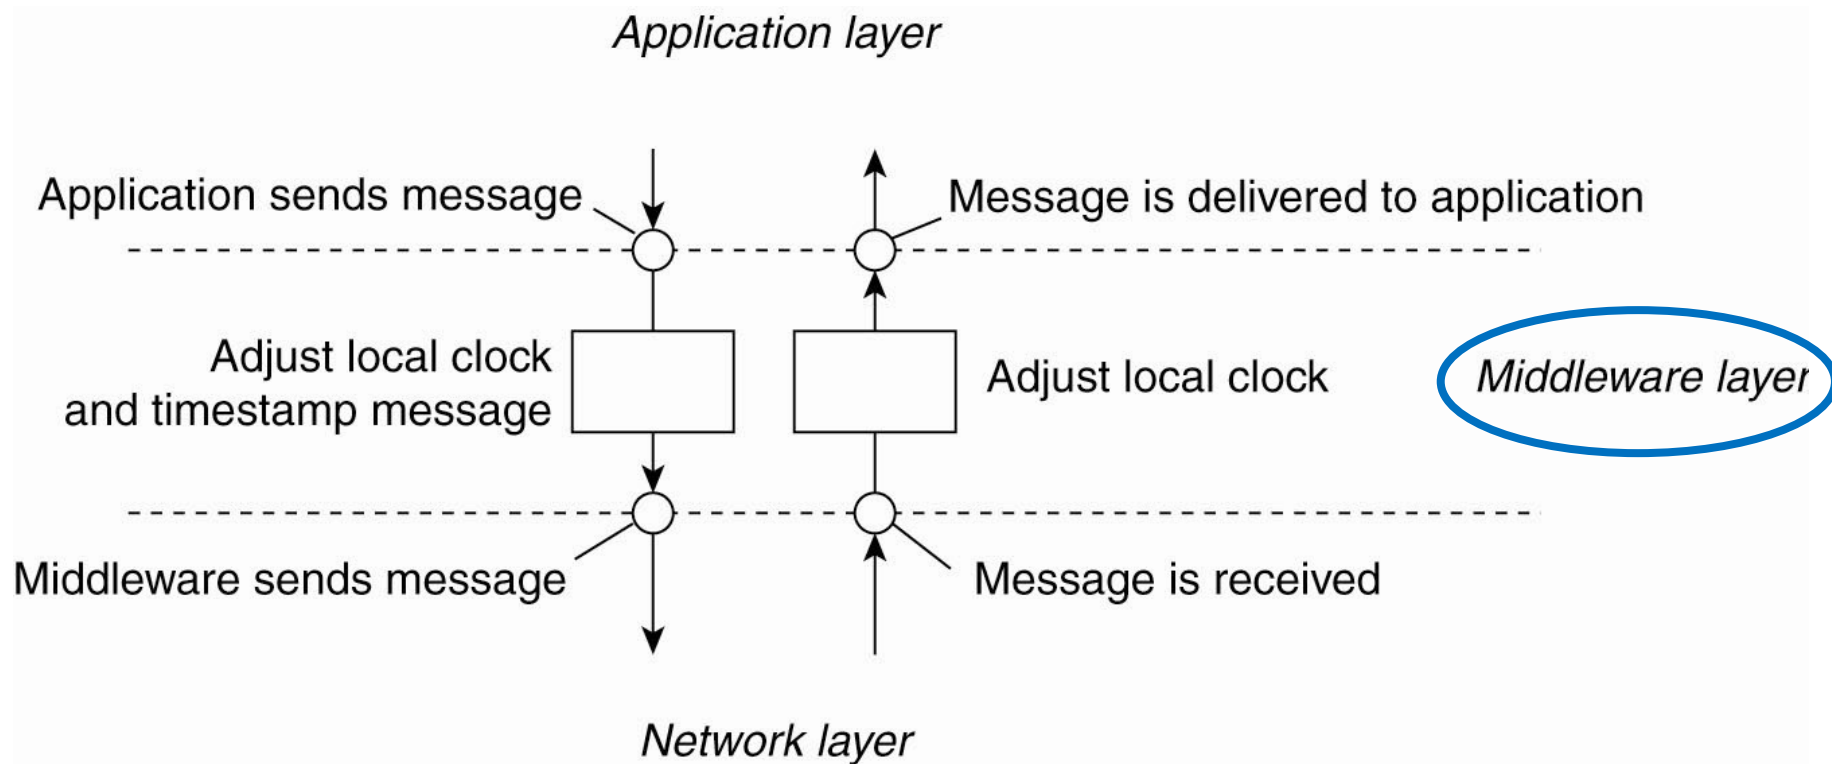 Application layer
Application sends message
Message is delivered to application
Adjust local clock
and timestamp message
Adjust local clock
Middleware layer
Middleware sends message
Message is received
Network layer